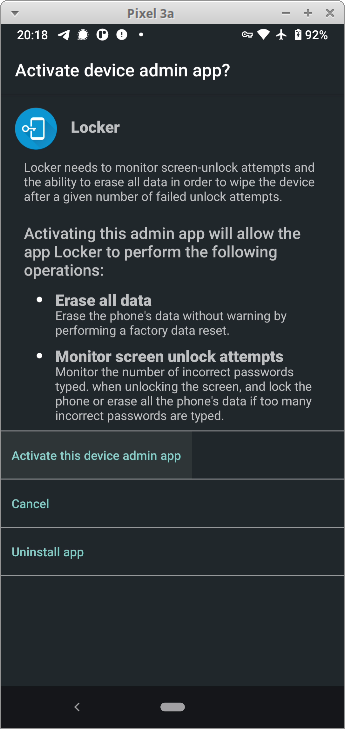 Pixel 3a
20:18
92%
Activate device admin app?
Locker
Locker needs to monitor screen-unlock attempts and
the ability to erase all data in order to wipe the device
after a given number of failed unlock attempts.
Activating this admin app will allow the
app Locker to perform the following
operations:
• Erase all data
Erase the phone's data without warning by
performing a factory data reset.
• Monitor screen unlock attempts
Monitor the number of incorrect passwords
typed. when unlocking the screen, and lock the
phone or erase all the phone's data if too many
incorrect passwords are typed.
Activate this device admin app
Cancel
Uninstall app